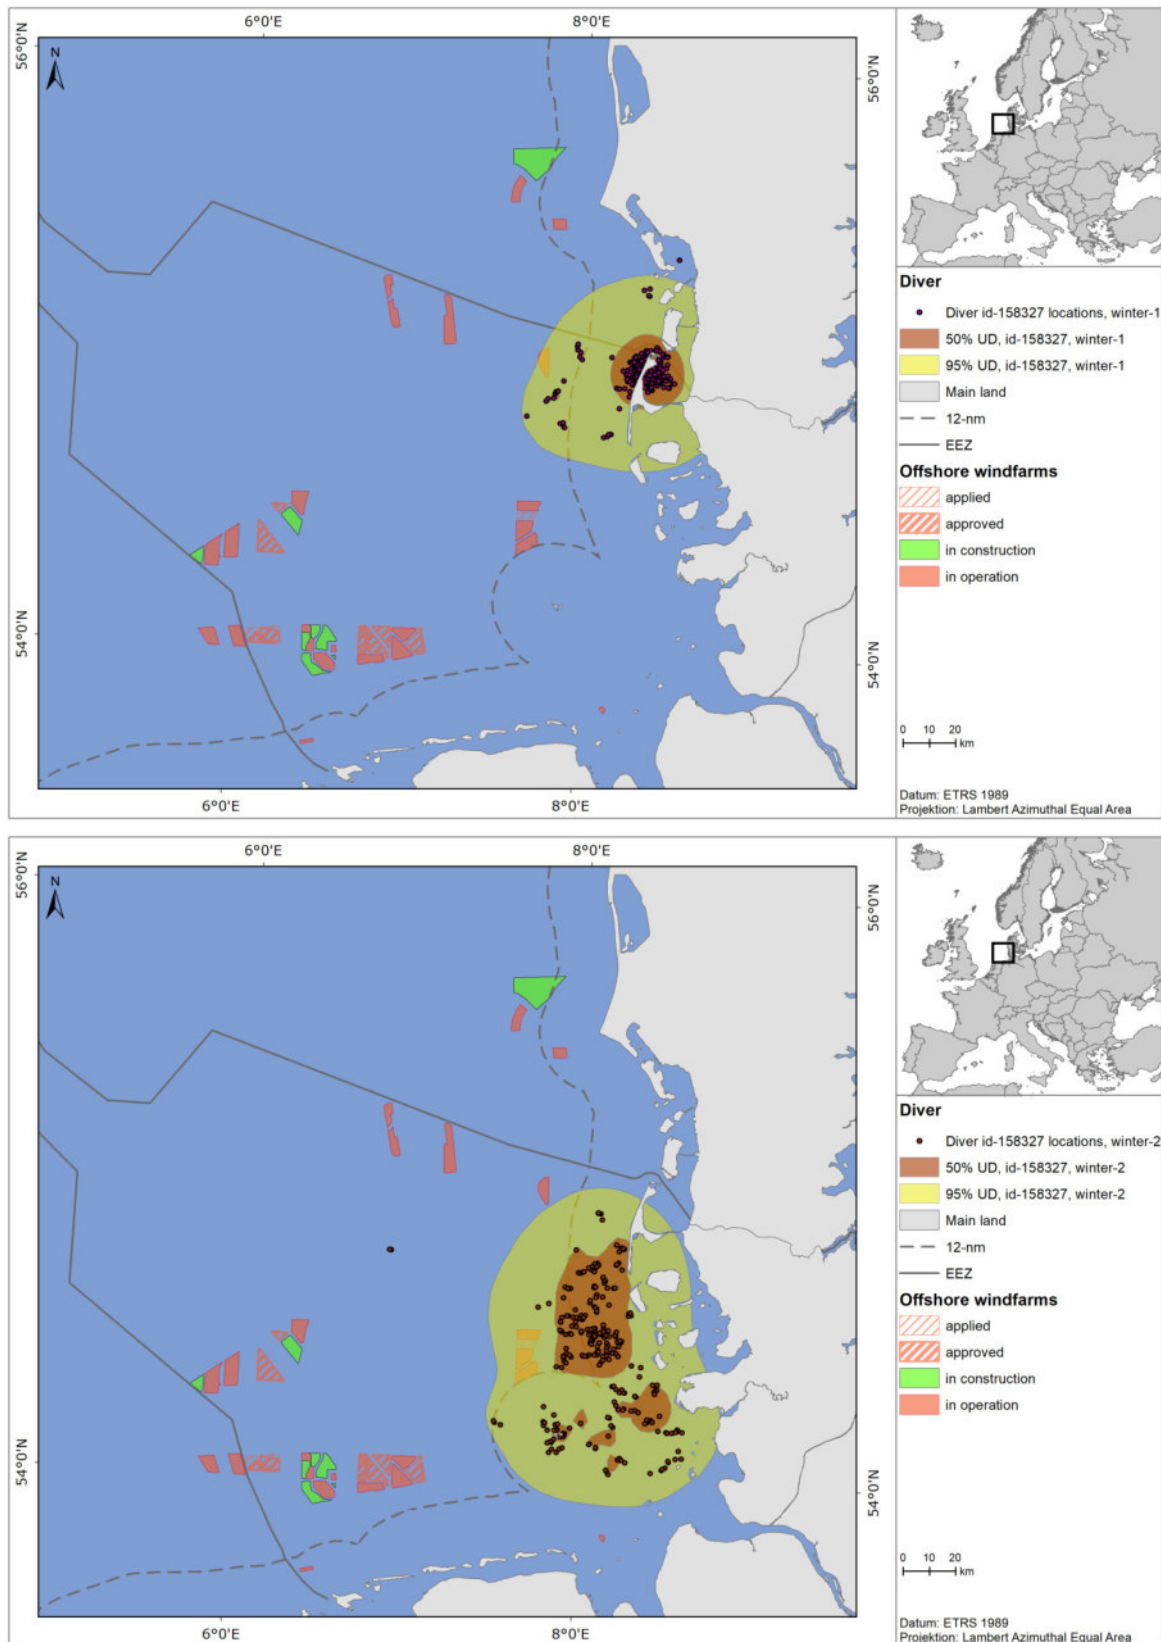 6°0'E
8°0'E
56°0'N
56°0'N
N
54°0'N
54°0'N
6°0'E
8°0'E
Diver
Diver id-158327 locations, winter-1
50% UD, id-158327, winter-1
95% UD, id-158327, winter-1
Main land
12-nm
EEZ
Offshore windfarms
applied
approved
in construction
in operation
0 10 20
km
Datum: ETRS 1989
Projektion: Lambert Azimuthal Equal Area
6°0'E
8°0'E
56°0'N
56°0'N
N
54°0'N
54°0'N
6°0'E
8°0'E
Diver
Diver id-158327 locations, winter-2
50% UD, id-158327, winter-2
95% UD, id-158327, winter-2
Main land
12-nm
EEZ
Offshore windfarms
applied
approved
in construction
in operation
0 10 20
km
Datum: ETRS 1989
Projektion: Lambert Azimuthal Equal Area